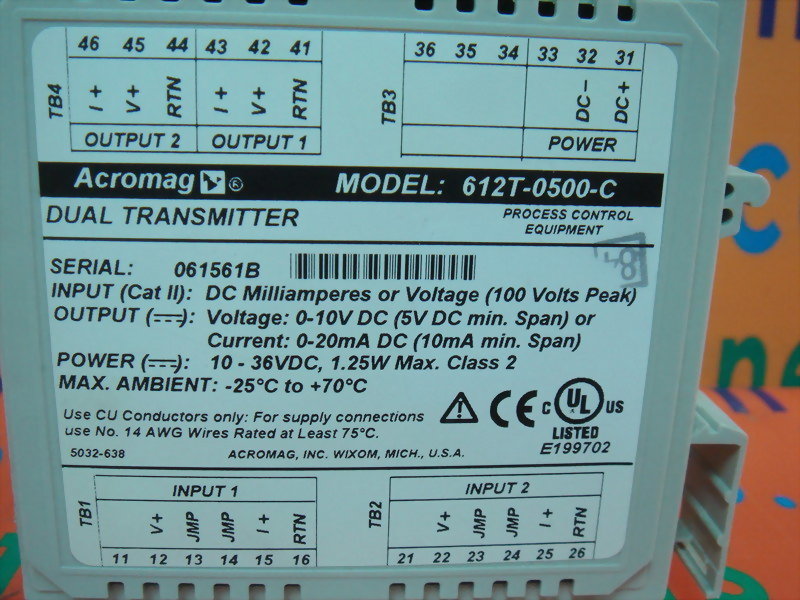 46 45 44 43 42 41
TB4
I+ V+ RTN I+ V+ RTN
OUTPUT 2 OUTPUT 1
36 35 34 33 32 31
TB3
DC− DC+
POWER
Acromag ® MODEL: 612T-0500-C
DUAL TRANSMITTER
PROCESS CONTROL
EQUIPMENT
SERIAL: 061561B
INPUT (Cat II): DC Milliamperes or Voltage (100 Volts Peak)
OUTPUT (⎓): Voltage: 0-10V DC (5V DC min. Span) or
Current: 0-20mA DC (10mA min. Span)
POWER (⎓): 10 - 36VDC, 1.25W Max. Class 2
MAX. AMBIENT: -25°C to +70°C
Use CU Conductors only: For supply connections
use No. 14 AWG Wires Rated at Least 75°C.
CE
C UL US
LISTED
E199702
5032-638 ACROMAG, INC. WIXOM, MICH., U.S.A.
TB1
INPUT 1
V+ JMP JMP I+ RTN
11 12 13 14 15 16
TB2
INPUT 2
V+ JMP JMP I+ RTN
21 22 23 24 25 26